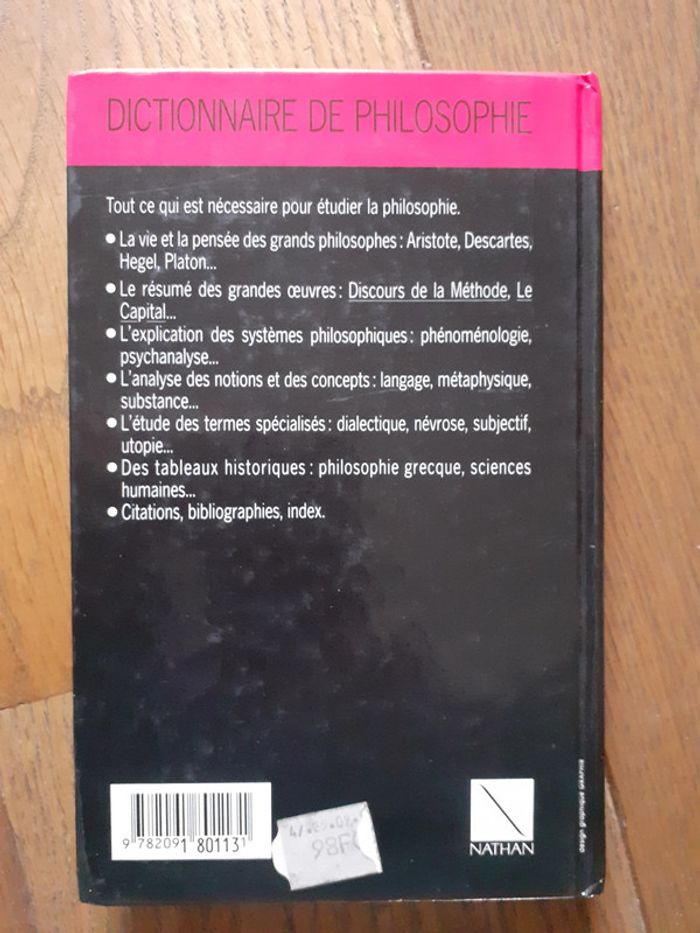 DICTIONNAIRE DE PHILOSOPHIE
Tout ce qui est nécessaire pour étudier la philosophie.
● La vie et la pensée des grands philosophes : Aristote, Descartes,
Hegel, Platon...
● Le résumé des grandes œuvres : Discours de la Méthode, Le
Capital...
● L'explication des systèmes philosophiques : phénoménologie,
psychanalyse...
● L'analyse des notions et des concepts : langage, métaphysique,
substance...
● L'étude des termes spécialisés : dialectique, névrose, subjectif,
utopie...
● Des tableaux historiques : philosophie grecque, sciences
humaines...
● Citations, bibliographies, index.
9 782091 801131
98F
NATHAN
design graphique GRAPHIR